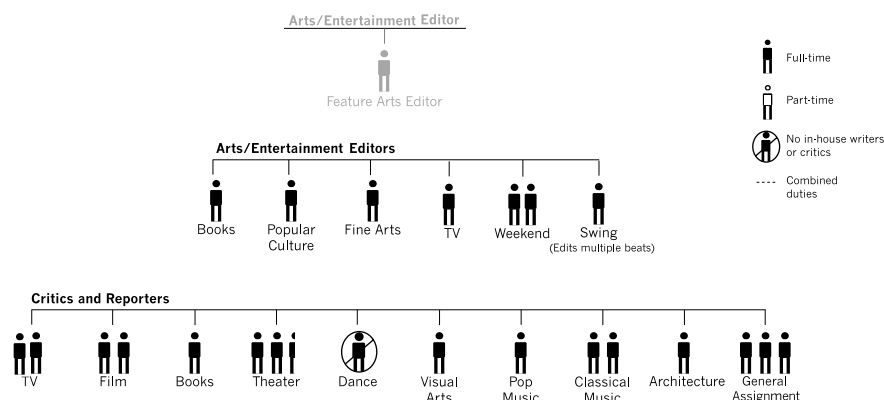 Arts/Entertainment Editor
Feature Arts Editor
Full-time
Part-time
No in-house writers
or critics
Combined
duties
Arts/Entertainment Editors
Books
Popular
Culture
Fine Arts
TV
Weekend
Swing
(Edits multiple beats)
Critics and Reporters
TV
Film
Books
Theater
Dance
Visual
Arts
Pop
Music
Classical
Music
Architecture
General
Assignment